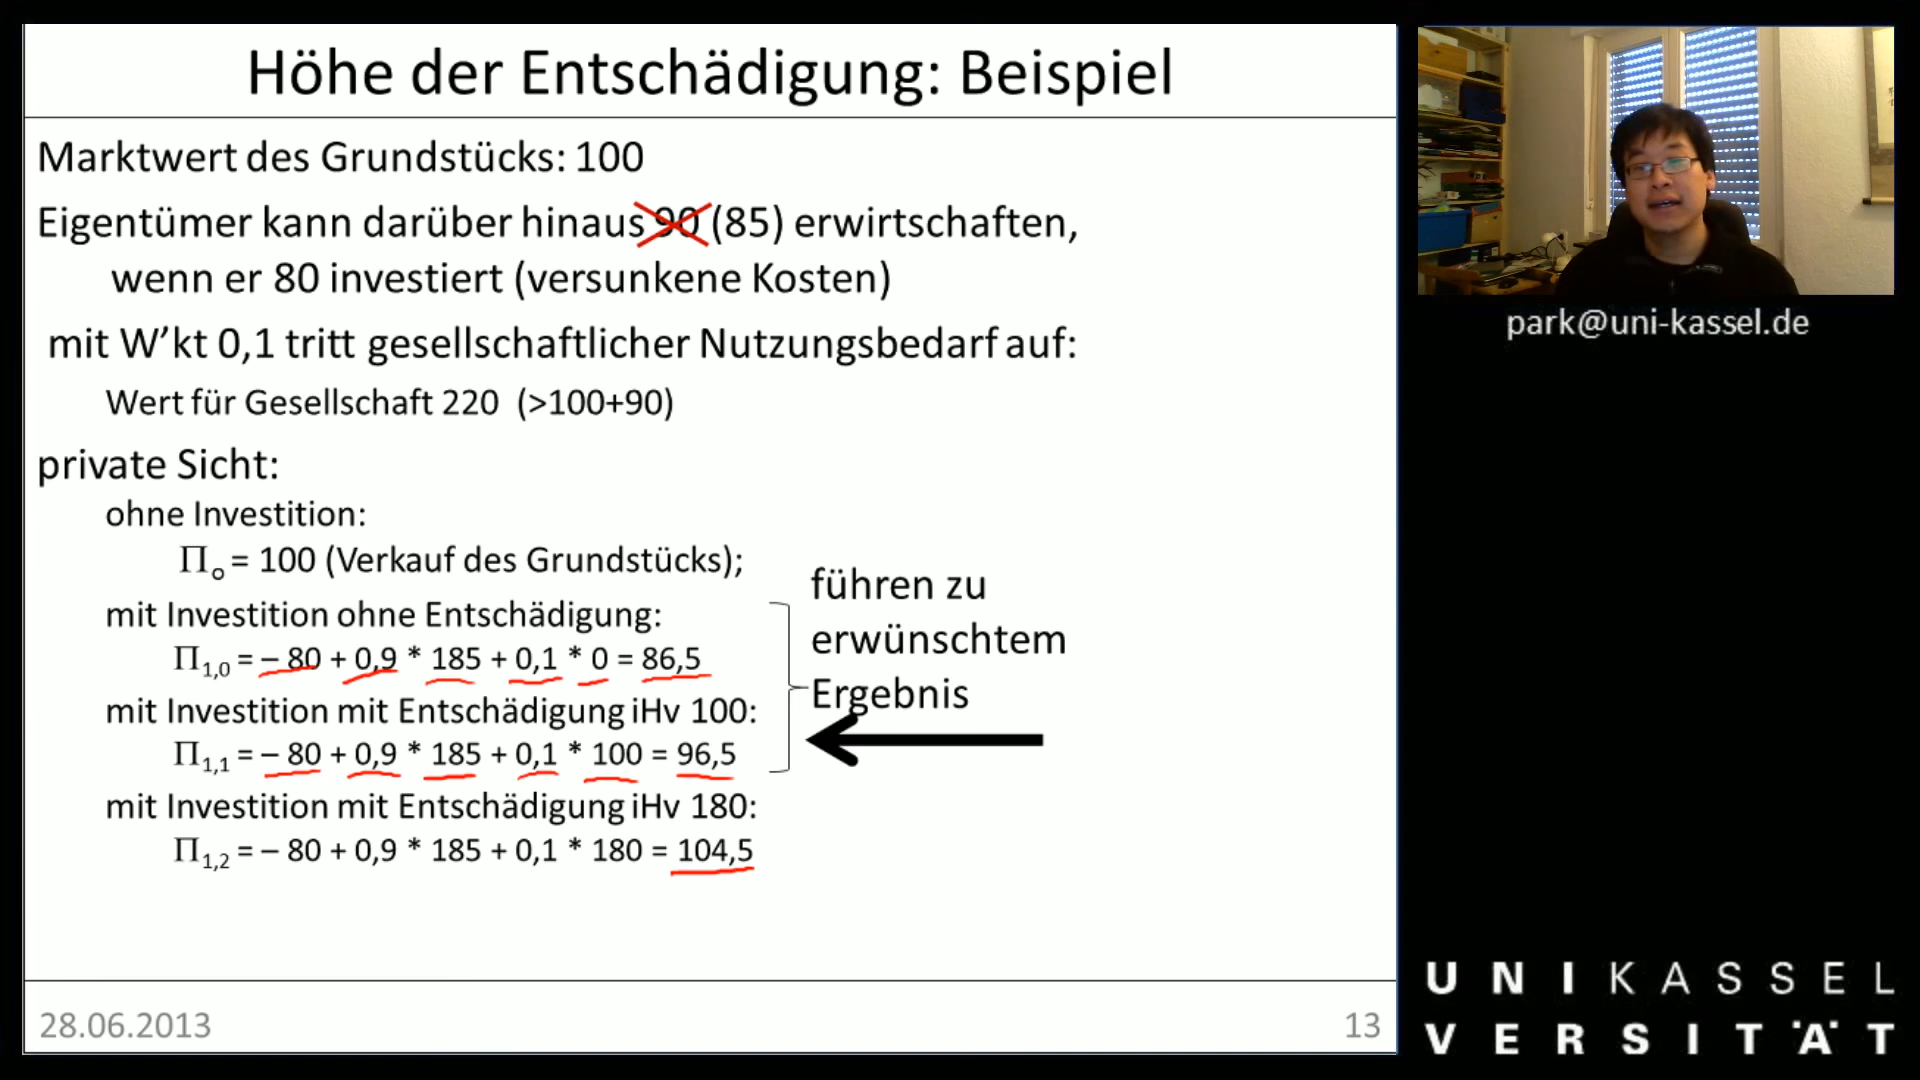 Höhe der Entschädigung: Beispiel
Marktwert des Grundstücks: 100
Eigentümer kann darüber hinaus 90 (85) erwirtschaften,
wenn er 80 investiert (versunkene Kosten)
mit W’kt 0,1 tritt gesellschaftlicher Nutzungsbedarf auf:
Wert für Gesellschaft 220 (>100+90)
private Sicht:
ohne Investition:
Π₀ = 100 (Verkauf des Grundstücks);
mit Investition ohne Entschädigung:
Π₁,₀ = – 80 + 0,9 * 185 + 0,1 * 0 = 86,5
mit Investition mit Entschädigung iHv 100:
Π₁,₁ = – 80 + 0,9 * 185 + 0,1 * 100 = 96,5
mit Investition mit Entschädigung iHv 180:
Π₁,₂ = – 80 + 0,9 * 185 + 0,1 * 180 = 104,5
führen zu
erwünschtem
Ergebnis
28.06.2013
13
park@uni-kassel.de
UNIKASSEL
VERSITÄT